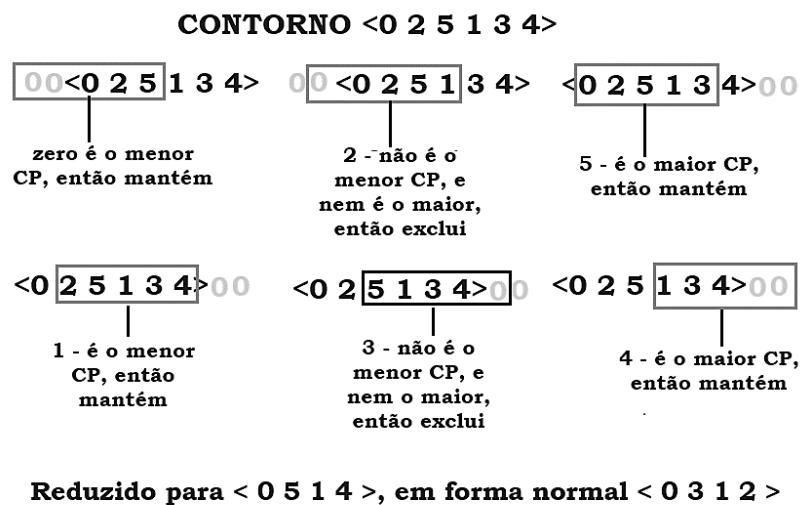 CONTORNO <0 2 5 1 3 4>
00<0 2 5 1 3 4>
zero é o menor
CP, então mantém
00 <0 2 5 1 3 4>
2 - não é o
menor CP, e
nem é o maior,
então exclui
<0 2 5 1 3 4>00
5 - é o maior CP,
então mantém
<0 2 5 1 3 4>00
1 - é o menor
CP, então
mantém
<0 2 5 1 3 4>00
3 - não é o
menor CP, e
nem o maior,
então exclui
<0 2 5 1 3 4>00
4 - é o maior CP,
então mantém
Reduzido para < 0 5 1 4 >, em forma normal < 0 3 1 2 >